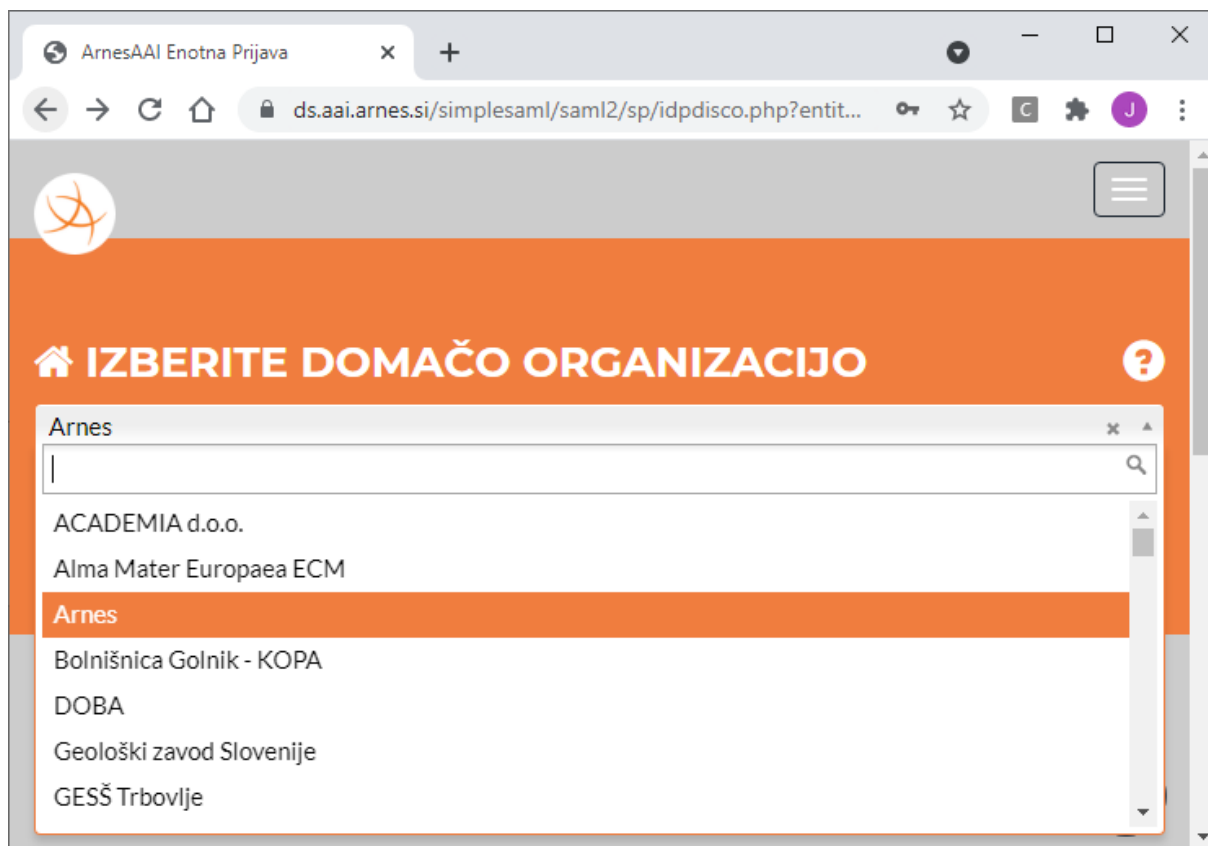 ArnesAAI Enotna Prijava
ds.aai.arnes.si/simplesaml/saml2/sp/idpdisco.php?entit...
C
J
IZBERITE DOMAČO ORGANIZACIJO
?
Arnes
ACADEMIA d.o.o.
Alma Mater Europaea ECM
Arnes
Bolnišnica Golnik - KOPA
DOBA
Geološki zavod Slovenije
GESŠ Trbovlje